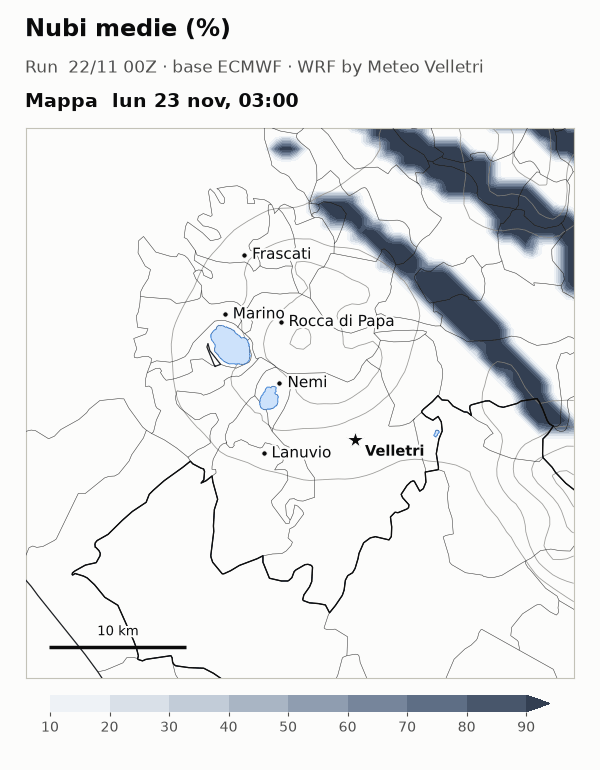 Nubi medie (%)
Run  22/11 00Z · base ECMWF · WRF by Meteo Velletri
Mappa  lun 23 nov, 03:00
Frascati
Marino
Rocca di Papa
Nemi
Velletri
Lanuvio
10 km
10 20 30 40 50 60 70 80 90